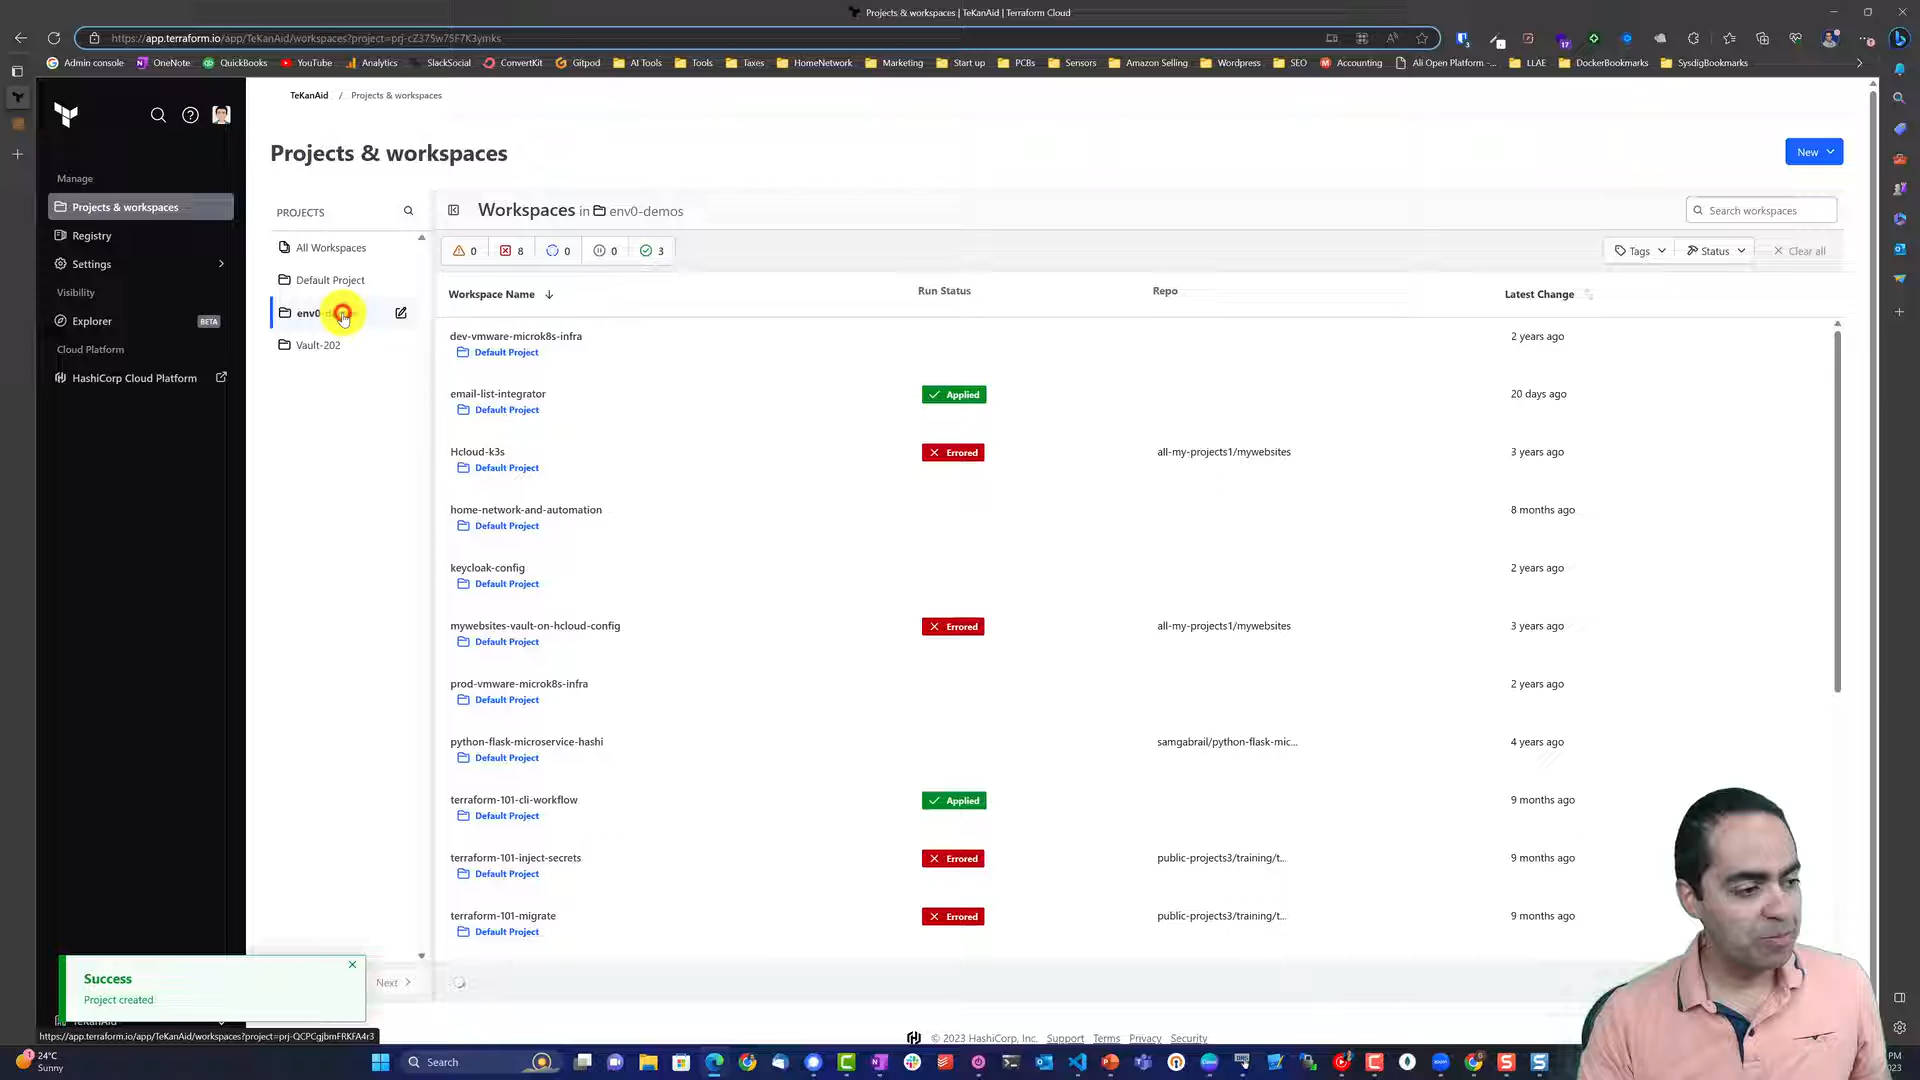 Projects & workspaces | TeKanAid | Terraform Cloud
https://app.terraform.io/app/TeKanAid/workspaces?project=prj-cZ375w75F7K3ymks
Admin console OneNote QuickBooks YouTube Analytics SlackSocial ConvertKit Gitpod AI Tools Tools Taxes HomeNetwork Marketing Start up PCBs Sensors Amazon Selling Wordpress SEO Accounting Ali Open Platform -... LLAE DockerBookmarks SysdigBookmarks
TeKanAid / Projects & workspaces
Projects & workspaces
New
Manage
Projects & workspaces
Registry
Settings
Visibility
Explorer BETA
Cloud Platform
HashiCorp Cloud Platform
PROJECTS
All Workspaces
Default Project
env0-
Vault-202
Workspaces in env0-demos
Search workspaces
0 8 0 0 3
Tags Status Clear all
Workspace Name Run Status Repo Latest Change
dev-vmware-microk8s-infra 2 years ago
Default Project
email-list-integrator Applied 20 days ago
Default Project
Hcloud-k3s Errored all-my-projects1/mywebsites 3 years ago
Default Project
home-network-and-automation 8 months ago
Default Project
keycloak-config 2 years ago
Default Project
mywebsites-vault-on-hcloud-config Errored all-my-projects1/mywebsites 3 years ago
Default Project
prod-vmware-microk8s-infra 2 years ago
Default Project
python-flask-microservice-hashi samgabrail/python-flask-mic... 4 years ago
Default Project
terraform-101-cli-workflow Applied 9 months ago
Default Project
terraform-101-inject-secrets Errored public-projects3/training/t... 9 months ago
Default Project
terraform-101-migrate Errored public-projects3/training/t... 9 months ago
Default Project
Success
Project created
Next
TeKanAid
https://app.terraform.io/app/TeKanAid/workspaces?project=prj-QCPCgjbmFRKFA4r3
© 2023 HashiCorp, Inc. Support Terms Privacy Security
24°C
Sunny
Search
PM
023